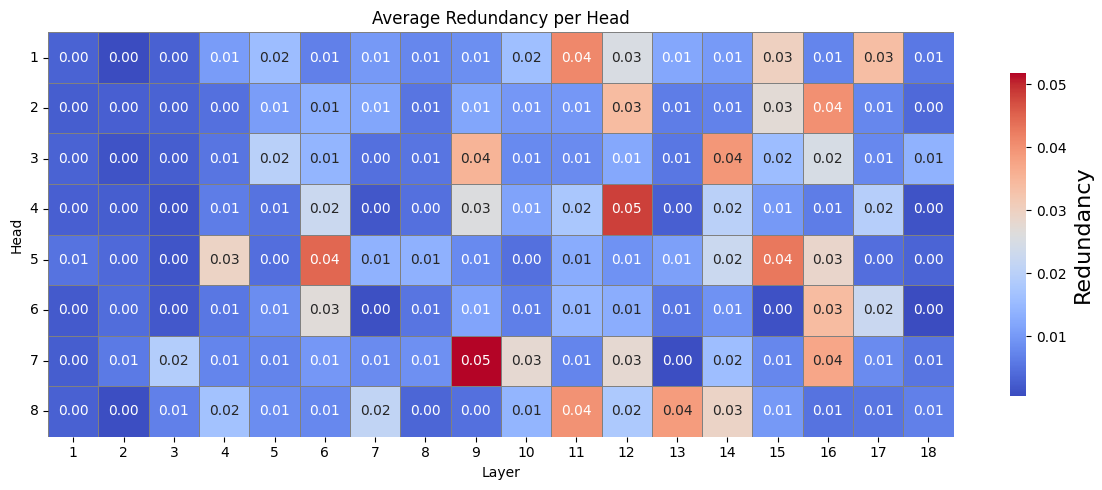 Average Redundancy per Head
1 0.00 0.00 0.00 0.01 0.02 0.01 0.01 0.01 0.01 0.02 0.04 0.03 0.01 0.01 0.03 0.01 0.03 0.01
2 0.00 0.00 0.00 0.00 0.01 0.01 0.01 0.01 0.01 0.01 0.01 0.03 0.01 0.01 0.03 0.04 0.01 0.00
3 0.00 0.00 0.00 0.01 0.02 0.01 0.00 0.01 0.04 0.01 0.01 0.01 0.01 0.04 0.02 0.02 0.01 0.01
4 0.00 0.00 0.00 0.01 0.01 0.02 0.00 0.00 0.03 0.01 0.02 0.05 0.00 0.02 0.01 0.01 0.02 0.00
5 0.01 0.00 0.00 0.03 0.00 0.04 0.01 0.01 0.01 0.00 0.01 0.01 0.01 0.02 0.04 0.03 0.00 0.00
6 0.00 0.00 0.00 0.01 0.01 0.03 0.00 0.01 0.01 0.01 0.01 0.01 0.01 0.01 0.00 0.03 0.02 0.00
7 0.00 0.01 0.02 0.01 0.01 0.01 0.01 0.01 0.05 0.03 0.01 0.03 0.00 0.02 0.01 0.04 0.01 0.01
8 0.00 0.00 0.01 0.02 0.01 0.01 0.02 0.00 0.00 0.01 0.04 0.02 0.04 0.03 0.01 0.01 0.01 0.01
Head
1 2 3 4 5 6 7 8 9 10 11 12 13 14 15 16 17 18
Layer
0.05
0.04
0.03
0.02
0.01
Redundancy